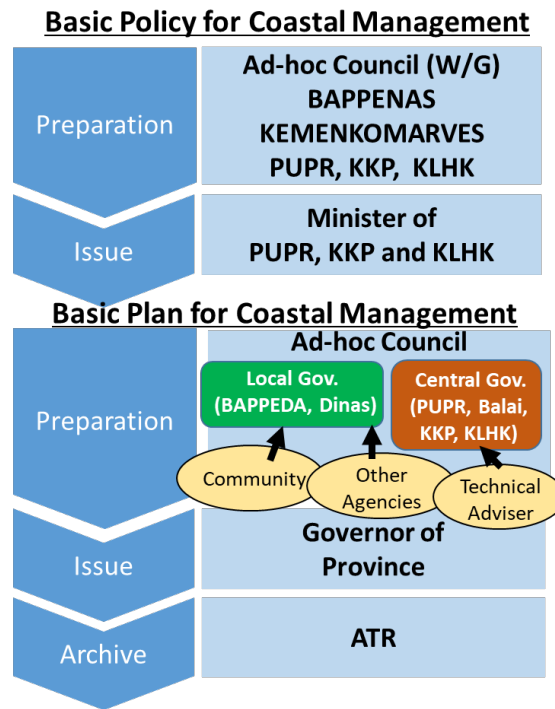 Basic Policy for Coastal Management
Preparation
Ad-hoc Council (W/G)
BAPPENAS
KEMENKOMARVES
PUPR, KKP, KLHK
Issue
Minister of
PUPR, KKP and KLHK
Basic Plan for Coastal Management
Preparation
Ad-hoc Council
Local Gov.
(BAPPEDA, Dinas)
Central Gov.
(PUPR, Balai,
KKP, KLHK)
Community
Other
Agencies
Technical
Adviser
Issue
Governor of
Province
Archive
ATR